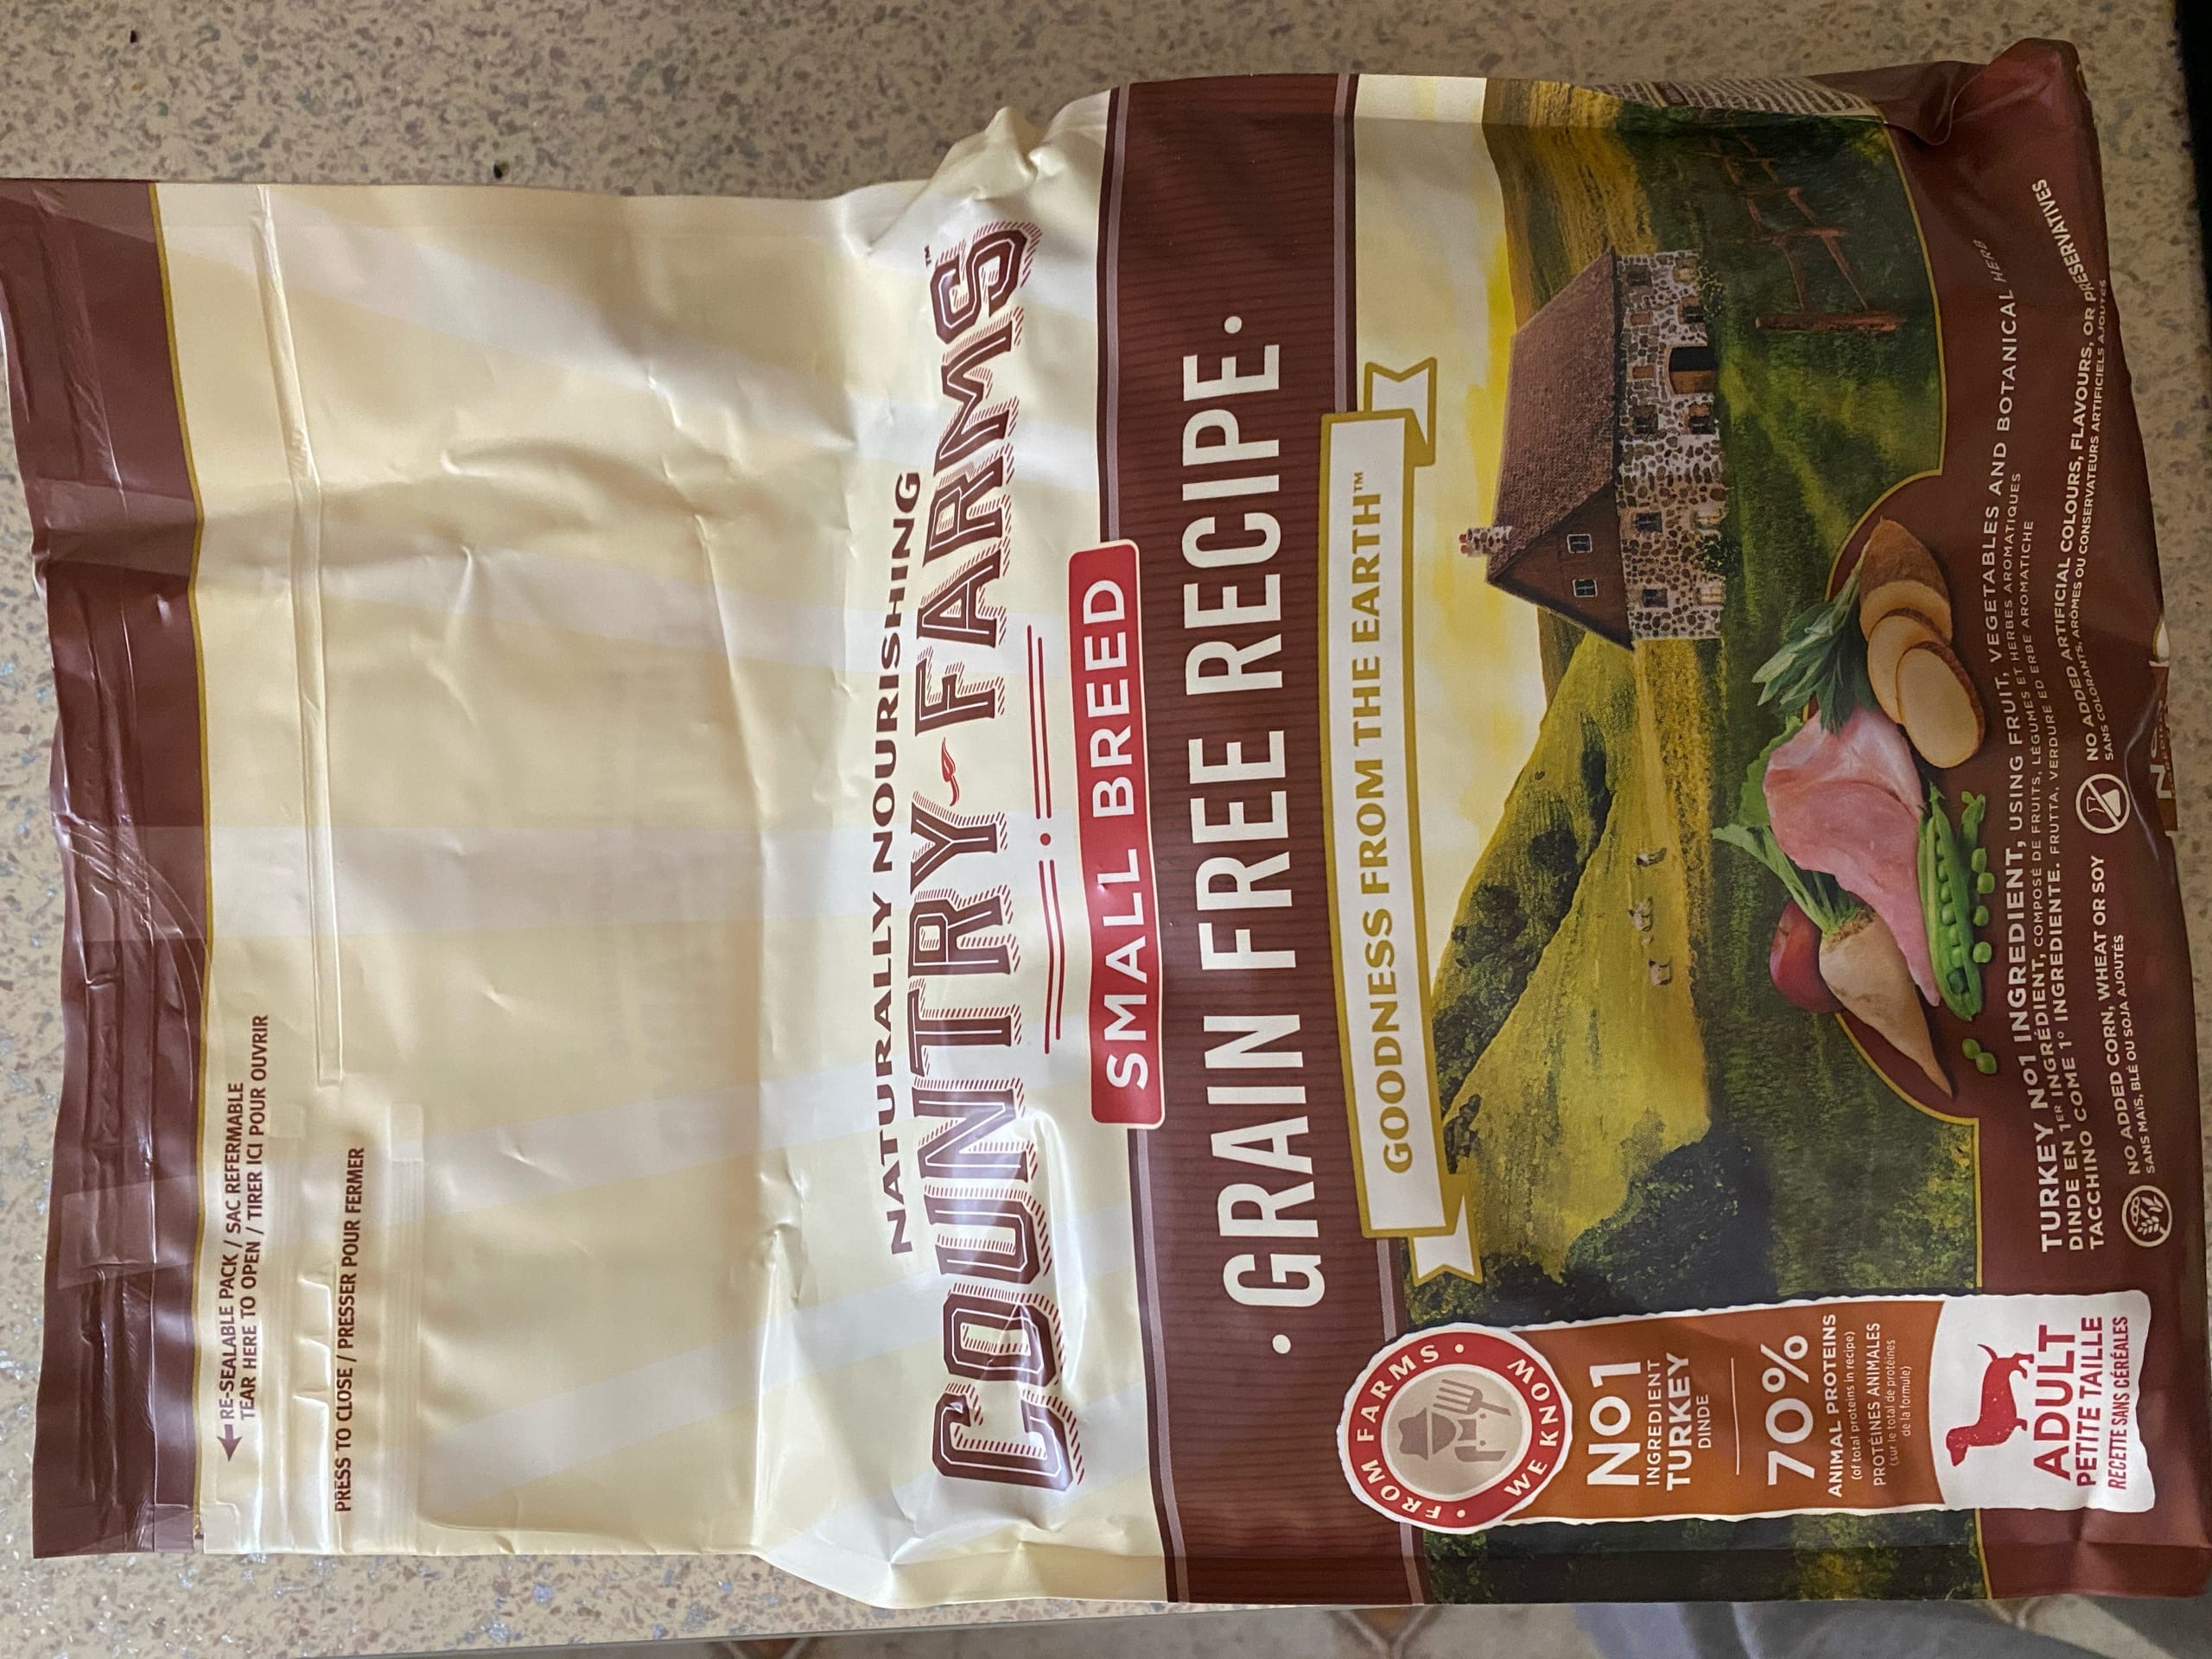 RE-SEALABLE PACK / SAC REFERMABLE
TEAR HERE TO OPEN / TIRER ICI POUR OUVRIR
PRESS TO CLOSE / PRESSER POUR FERMER
NATURALLY NOURISHING
COUNTRY FARMS™
SMALL BREED
• GRAIN FREE RECIPE •
GOODNESS FROM THE EARTH™
• FROM FARMS • WE KNOW
NO1
INGREDIENT
TURKEY
DINDE
70%
ANIMAL PROTEINS
(of total proteins in recipe)
PROTÉINES ANIMALES
(sur le total de protéines
de la formule)
ADULT
PETITE TAILLE
RECETTE SANS CÉRÉALES
TURKEY NO1 INGREDIENT, USING FRUIT, VEGETABLES AND BOTANICAL HERB
DINDE EN 1ER INGRÉDIENT, COMPOSÉ DE FRUITS, LÉGUMES ET HERBES AROMATIQUES
TACCHINO COME 1° INGREDIENTE. FRUTTA, VERDURE ED ERBE AROMATICHE
NO ADDED CORN, WHEAT OR SOY
SANS MAÏS, BLÉ OU SOJA AJOUTÉS
NO ADDED ARTIFICIAL COLOURS, FLAVOURS, OR PRESERVATIVES
SANS COLORANTS, ARÔMES OU CONSERVATEURS ARTIFICIELS AJOUTÉS